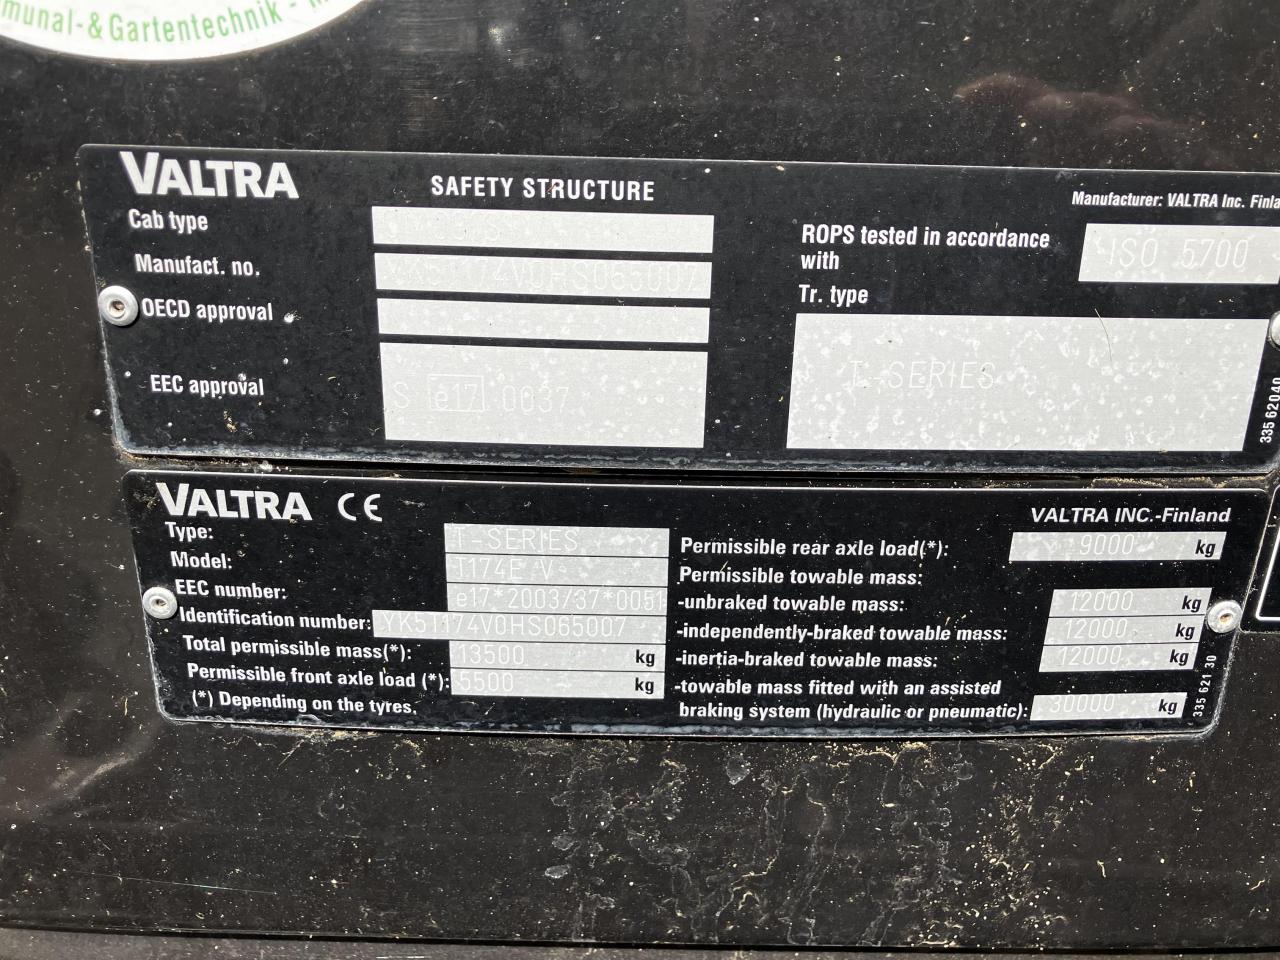 munal-&Gartentechnik - M
VALTRA
SAFETY STRUCTURE
Manufacturer: VALTRA Inc. Finla
Cab type
ROPS tested in accordance
with
ISO 5700
Manufact. no.
YK5T174V0HS065007
Tr. type
OECD approval
T-SERIES
EEC approval
S e17 0037
335 62040
VALTRA CE
VALTRA INC.-Finland
Type: T-SERIES
Model: T174E V
EEC number: e17*2003/37*0051
Identification number: YK5T174V0HS065007
Total permissible mass(*): 13500 kg
Permissible front axle load (*): 5500 kg
(*) Depending on the tyres.
Permissible rear axle load(*): 9000 kg
Permissible towable mass:
-unbraked towable mass: 12000 kg
-independently-braked towable mass: 12000 kg
-inertia-braked towable mass: 12000 kg
-towable mass fitted with an assisted
braking system (hydraulic or pneumatic): 30000 kg
335 621 30